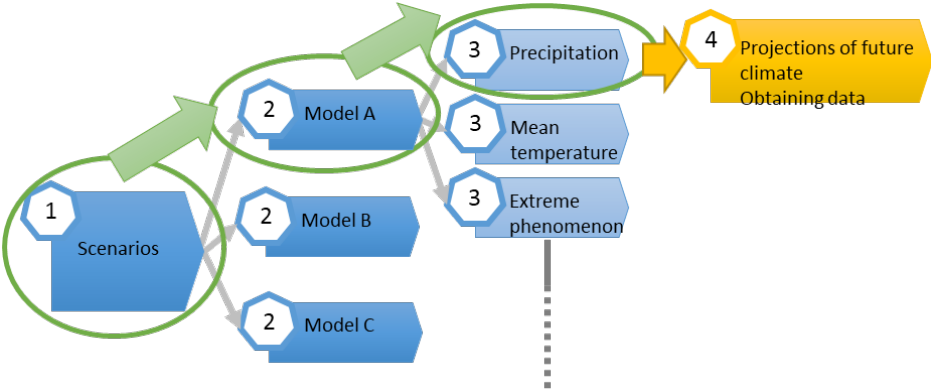 1
Scenarios
2
Model A
2
Model B
2
Model C
3
Precipitation
3
Mean
temperature
3
Extreme
phenomenon
4
Projections of future
climate
Obtaining data